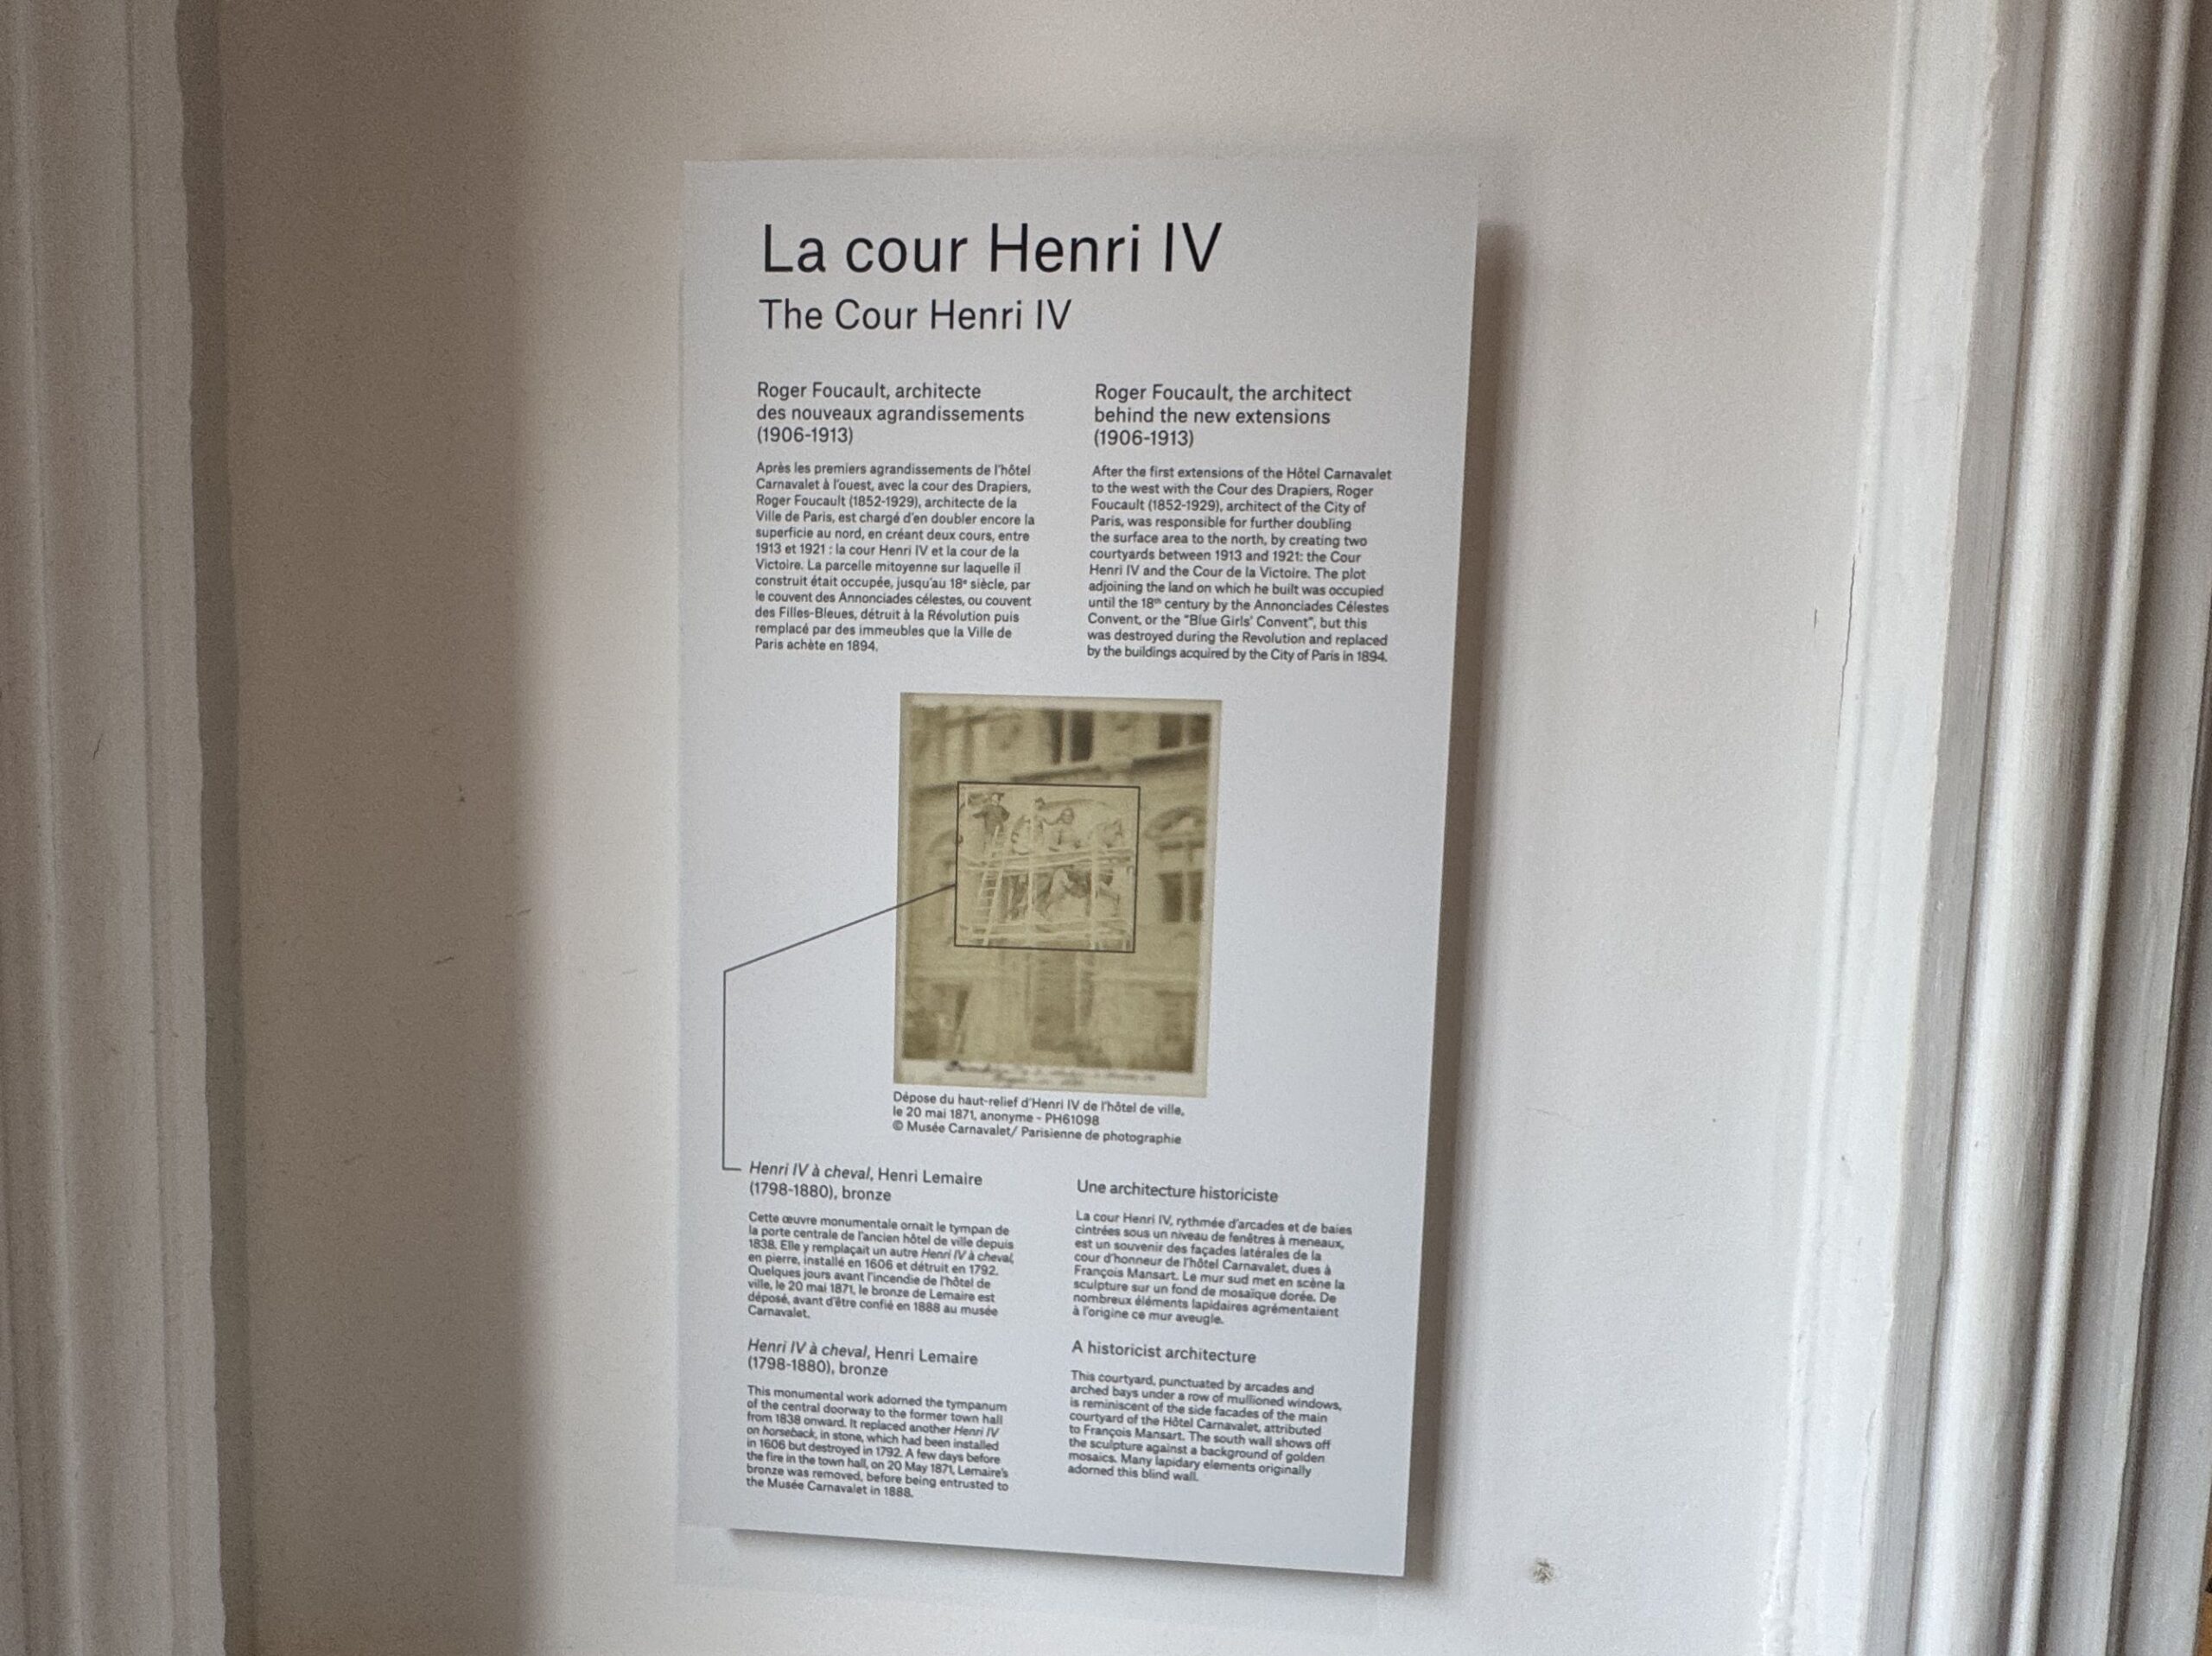 La cour Henri IV
The Cour Henri IV
Roger Foucault, architecte
des nouveaux agrandissements
(1906-1913)
Après les premiers agrandissements de l'hôtel
Carnavalet à l'ouest, avec la cour des Drapiers,
Roger Foucault (1852-1929), architecte de la
Ville de Paris, est chargé d'en doubler encore la
superficie au nord, en créant deux cours, entre
1913 et 1921 : la cour Henri IV et la cour de la
Victoire. La parcelle mitoyenne sur laquelle il
construit était occupée, jusqu'au 18e siècle, par
le couvent des Annonciades célestes, ou couvent
des Filles-Bleues, détruit à la Révolution puis
remplacé par des immeubles que la Ville de
Paris achète en 1894.
Roger Foucault, the architect
behind the new extensions
(1906-1913)
After the first extensions of the Hôtel Carnavalet
to the west with the Cour des Drapiers, Roger
Foucault (1852-1929), architect of the City of
Paris, was responsible for further doubling
the surface area to the north, by creating two
courtyards between 1913 and 1921: the Cour
Henri IV and the Cour de la Victoire. The plot
adjoining the land on which he built was occupied
until the 18th century by the Annonciades Célestes
Convent, or the "Blue Girls' Convent", but this
was destroyed during the Revolution and replaced
by the buildings acquired by the City of Paris in 1894.
Dépose du haut-relief d'Henri IV de l'hôtel de ville,
le 20 mai 1871, anonyme - PH61098
© Musée Carnavalet/ Parisienne de photographie
Henri IV à cheval, Henri Lemaire
(1798-1880), bronze
Cette œuvre monumentale ornait le tympan de
la porte centrale de l'ancien hôtel de ville depuis
1838. Elle y remplaçait un autre Henri IV à cheval,
en pierre, installé en 1606 et détruit en 1792.
Quelques jours avant l'incendie de l'hôtel de
ville, le 20 mai 1871, le bronze de Lemaire est
déposé, avant d'être confié en 1888 au musée
Carnavalet.
Henri IV à cheval, Henri Lemaire
(1798-1880), bronze
This monumental work adorned the tympanum
of the central doorway to the former town hall
from 1838 onward. It replaced another Henri IV
on horseback, in stone, which had been installed
in 1606 but destroyed in 1792. A few days before
the fire in the town hall, on 20 May 1871, Lemaire's
bronze was removed, before being entrusted to
the Musée Carnavalet in 1888.
Une architecture historiciste
La cour Henri IV, rythmée d'arcades et de baies
cintrées sous un niveau de fenêtres à meneaux,
est un souvenir des façades latérales de la
cour d'honneur de l'hôtel Carnavalet, dues à
François Mansart. Le mur sud met en scène la
sculpture sur un fond de mosaïque dorée. De
nombreux éléments lapidaires agrémentaient
à l'origine ce mur aveugle.
A historicist architecture
This courtyard, punctuated by arcades and
arched bays under a row of mullioned windows,
is reminiscent of the side facades of the main
courtyard of the Hôtel Carnavalet, attributed
to François Mansart. The south wall shows off
the sculpture against a background of golden
mosaics. Many lapidary elements originally
adorned this blind wall.